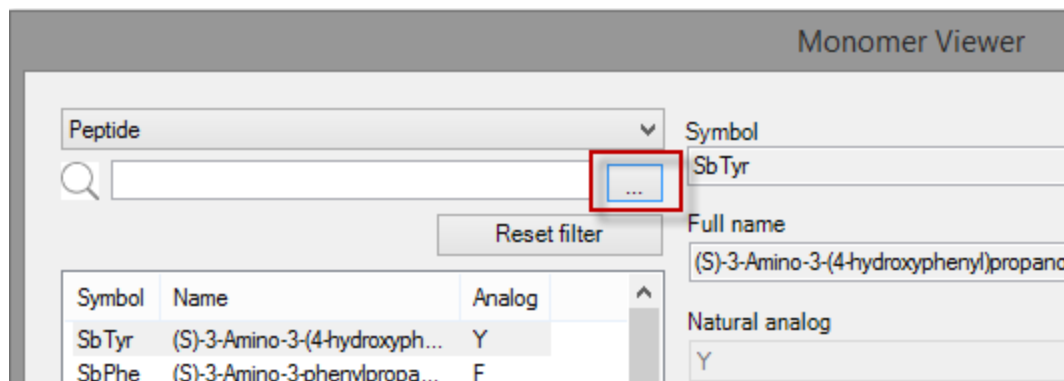 Monomer Viewer
Peptide
...
Reset filter
Symbol Name Analog
SbTyr (S)-3-Amino-3-(4-hydroxyph... Y
SbPhe (S)-3-Amino-3-phenylpropa... F
Symbol
SbTyr
Full name
(S)-3-Amino-3-(4-hydroxyphenyl)propano
Natural analog
Y